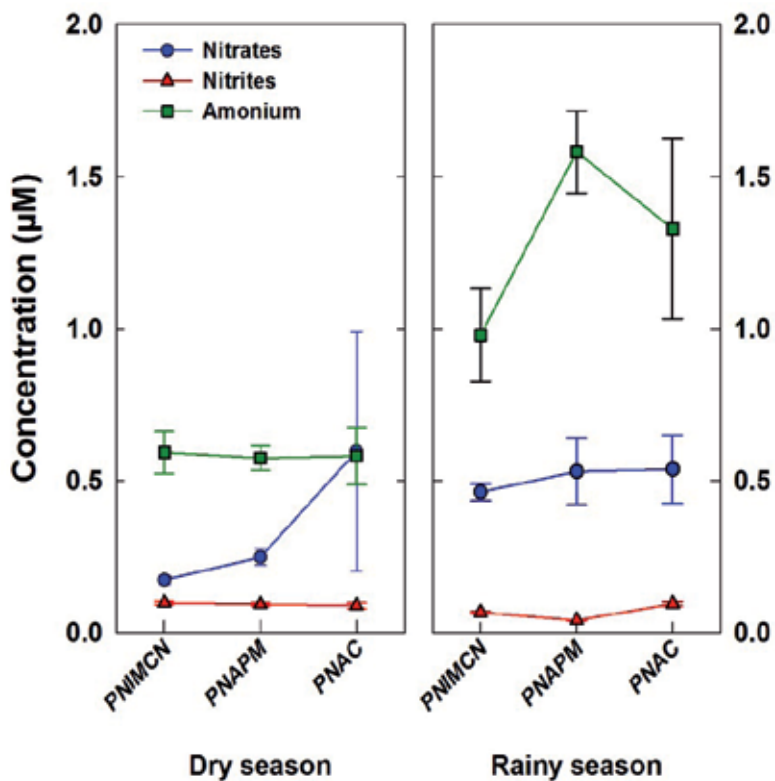 2.0
2.0
Nitrates
Nitrites
Amonium
1.5
1.5
1.0
1.0
0.5
0.5
0.0
0.0
Concentration (µM)
PNIMCN
PNAPM
PNAC
PNIMCN
PNAPM
PNAC
Dry season
Rainy season